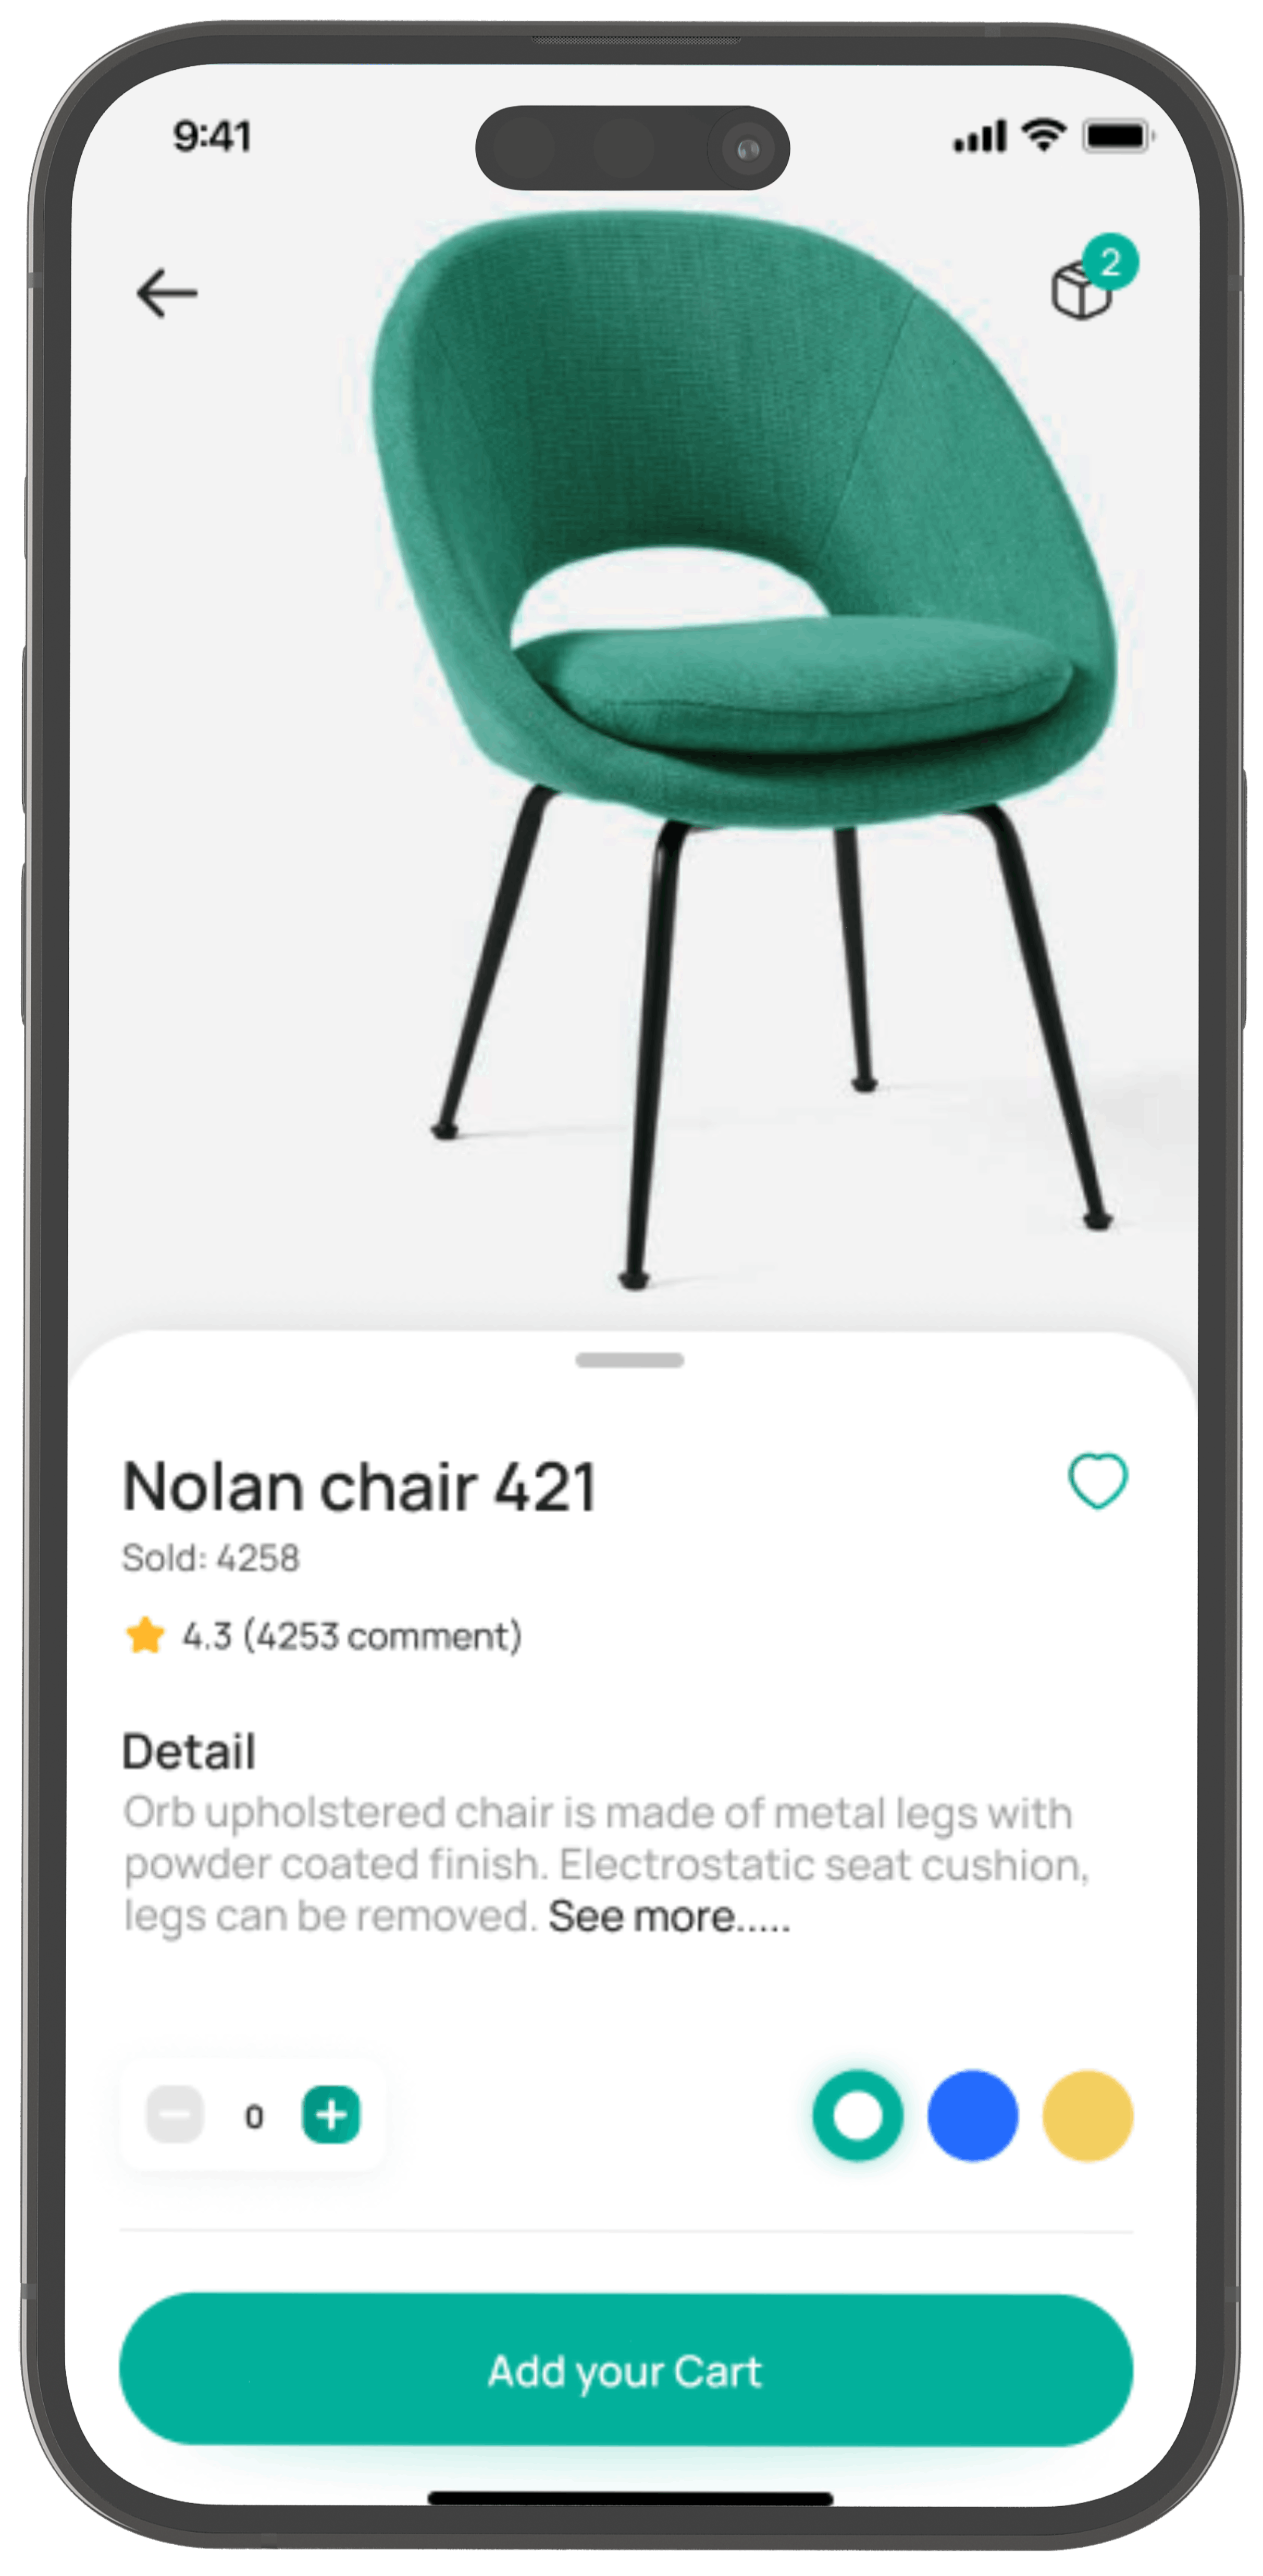 9:41
2
Nolan chair 421
Sold: 4258
4.3 (4253 comment)
Detail
Orb upholstered chair is made of metal legs with
powder coated finish. Electrostatic seat cushion,
legs can be removed. See more.....
0
Add your Cart